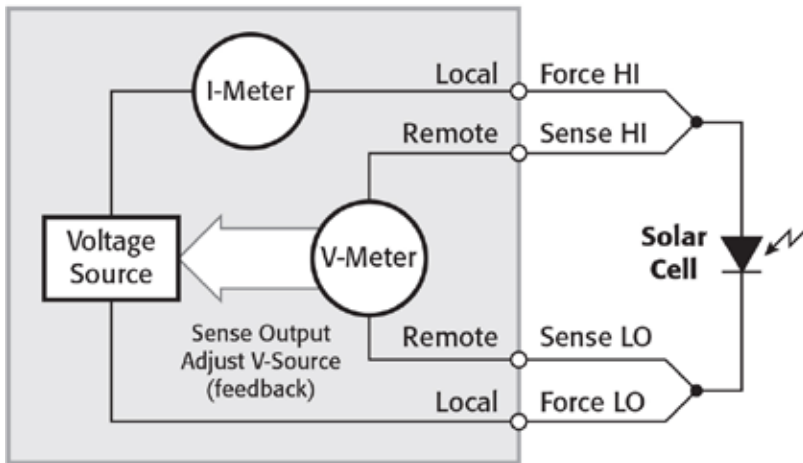 I-Meter
Local
Force HI
Remote
Sense HI
Voltage
Source
V-Meter
Solar
Cell
Sense Output
Adjust V-Source
(feedback)
Remote
Sense LO
Local
Force LO